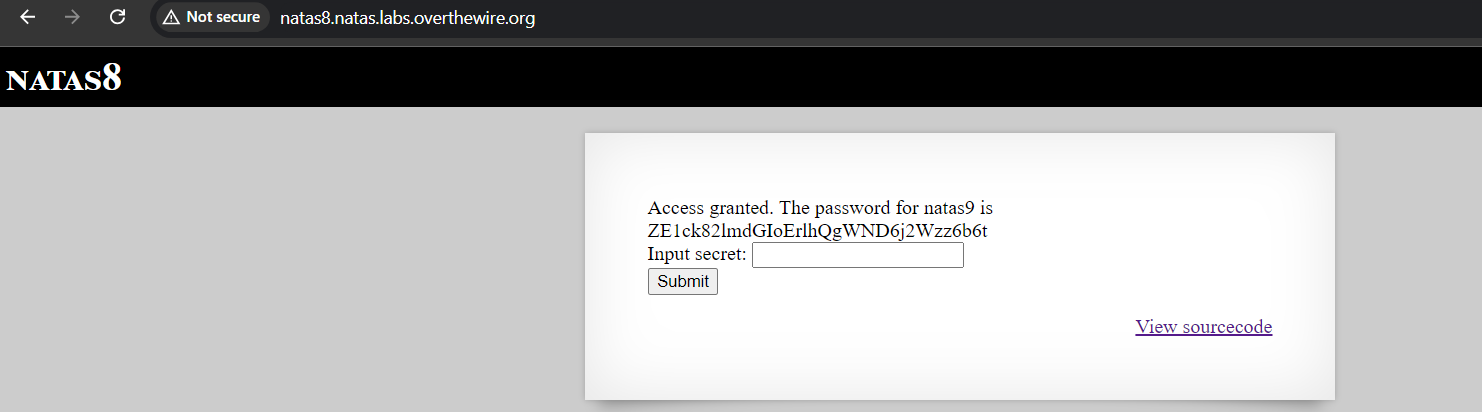 Not secure natas8.natas.labs.overthewire.org
NATAS8
Access granted. The password for natas9 is
ZE1ck82lmdGIoErlhQgWND6j2Wzz6b6t
Input secret:
Submit
View sourcecode